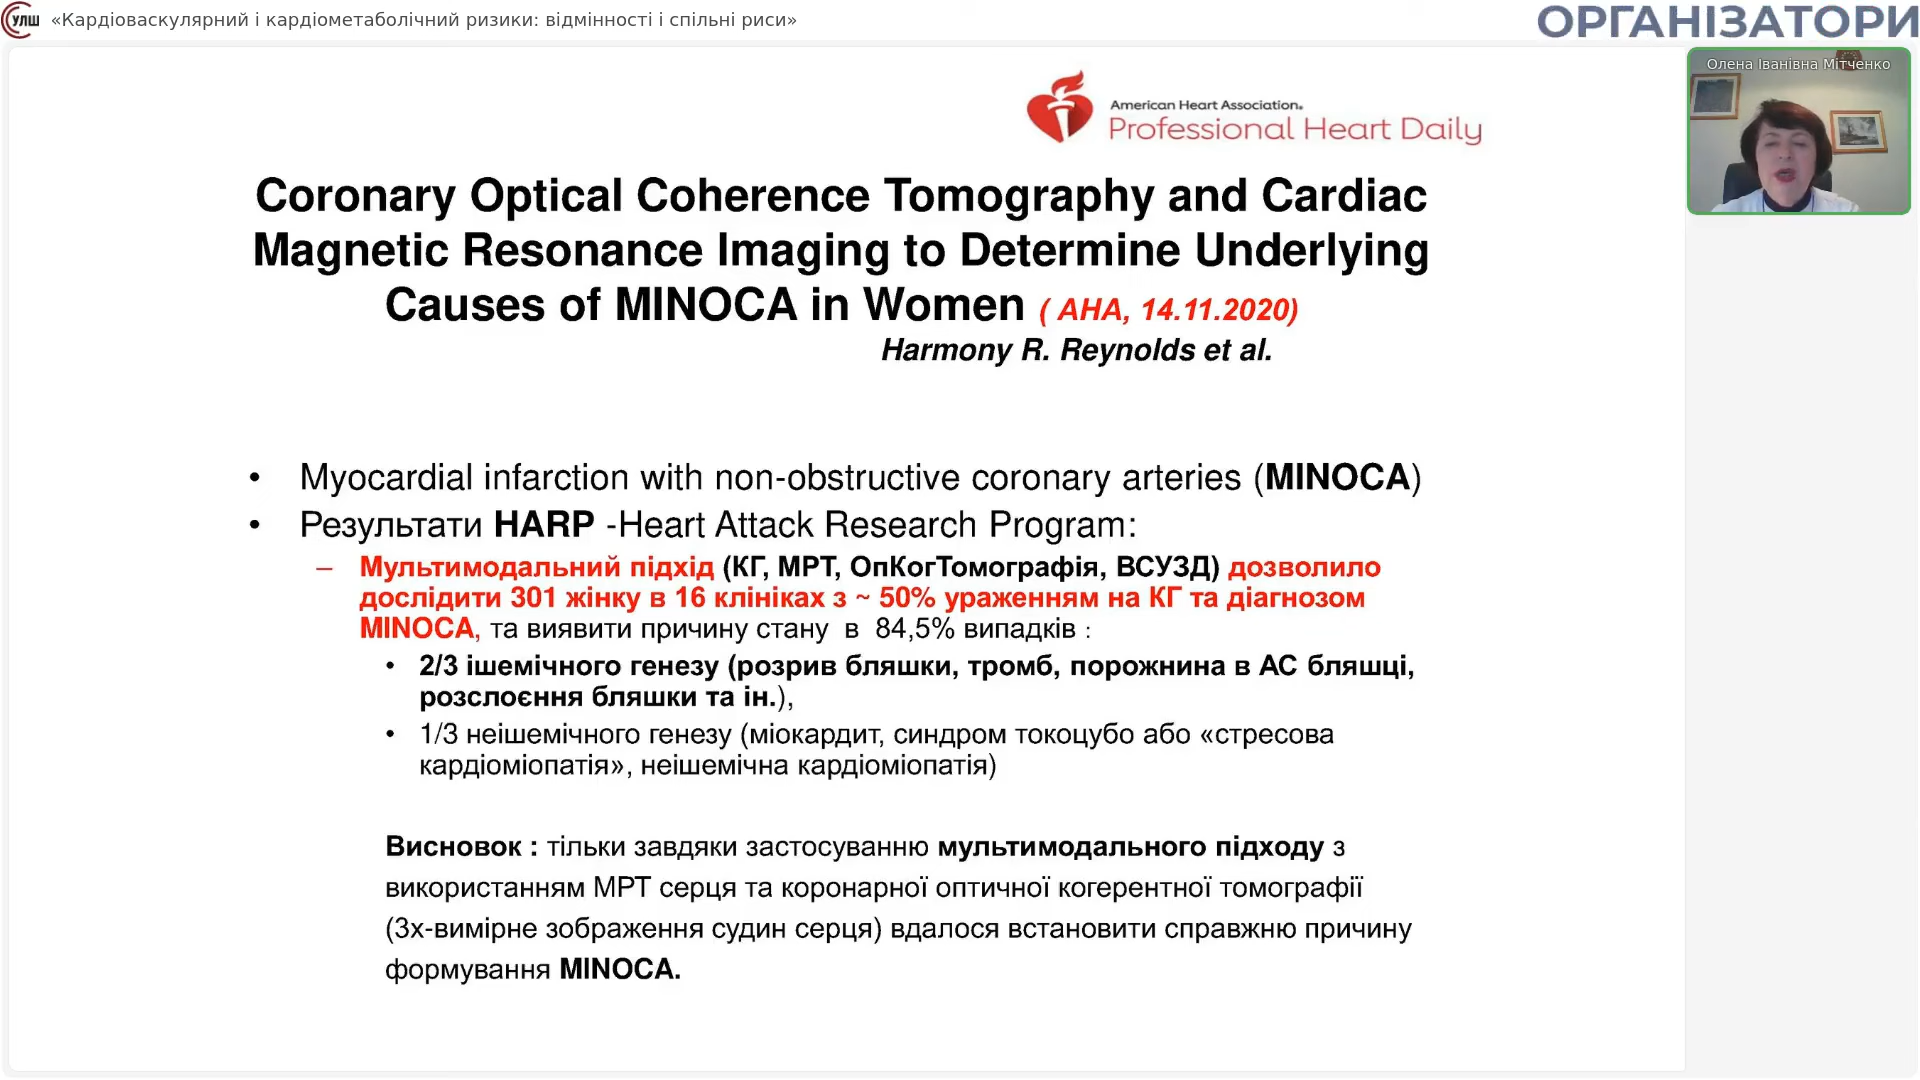 УЛШ «Кардіоваскулярний і кардіометаболічний ризики: відмінності і спільні риси»
ОРГАНІЗАТОРИ
Олена Іванівна Мітченко
American Heart Association®
Professional Heart Daily
Coronary Optical Coherence Tomography and Cardiac
Magnetic Resonance Imaging to Determine Underlying
Causes of MINOCA in Women ( AHA, 14.11.2020)
Harmony R. Reynolds et al.
• Myocardial infarction with non-obstructive coronary arteries (MINOCA)
• Результати HARP -Heart Attack Research Program:
– Мультимодальний підхід (КГ, МРТ, ОпКогТомографія, ВСУЗД) дозволило
дослідити 301 жінку в 16 клініках з ~ 50% ураженням на КГ та діагнозом
MINOCA, та виявити причину стану в 84,5% випадків :
• 2/3 ішемічного генезу (розрив бляшки, тромб, порожнина в АС бляшці,
розслоєння бляшки та ін.),
• 1/3 неішемічного генезу (міокардит, синдром токоцубо або «стресова
кардіоміопатія», неішемічна кардіоміопатія)
Висновок : тільки завдяки застосуванню мультимодального підходу з
використанням МРТ серця та коронарної оптичної когерентної томографії
(3х-вимірне зображення судин серця) вдалося встановити справжню причину
формування MINOCA.